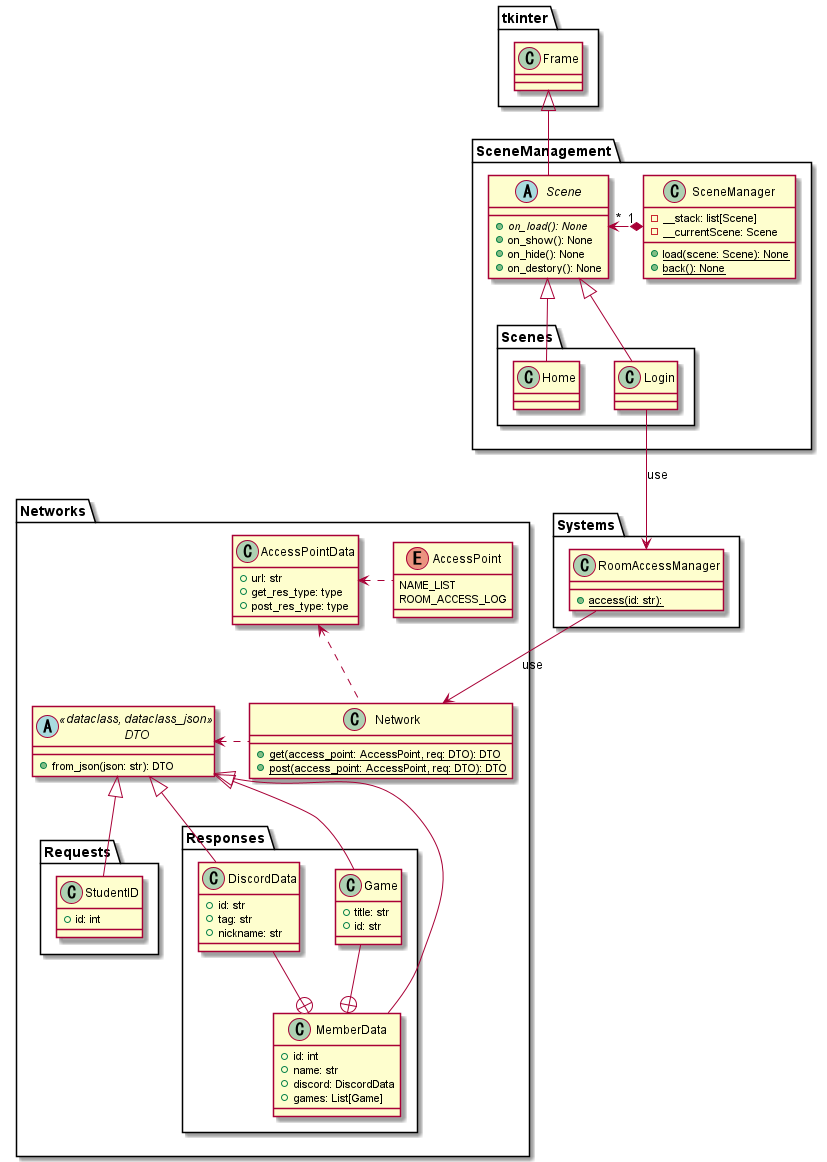 tkinter
C Frame
SceneManagement
A Scene
on_load(): None
on_show(): None
on_hide(): None
on_destory(): None
* 1
C SceneManager
__stack: list[Scene]
__currentScene: Scene
load(scene: Scene): None
back(): None
Scenes
C Home
C Login
use
Systems
C RoomAccessManager
access(id: str):
use
Networks
C AccessPointData
url: str
get_res_type: type
post_res_type: type
E AccessPoint
NAME_LIST
ROOM_ACCESS_LOG
A «dataclass, dataclass_json»
DTO
from_json(json: str): DTO
C Network
get(access_point: AccessPoint, req: DTO): DTO
post(access_point: AccessPoint, req: DTO): DTO
Requests
C StudentID
id: int
Responses
C DiscordData
id: str
tag: str
nickname: str
C Game
title: str
id: str
C MemberData
id: int
name: str
discord: DiscordData
games: List[Game]